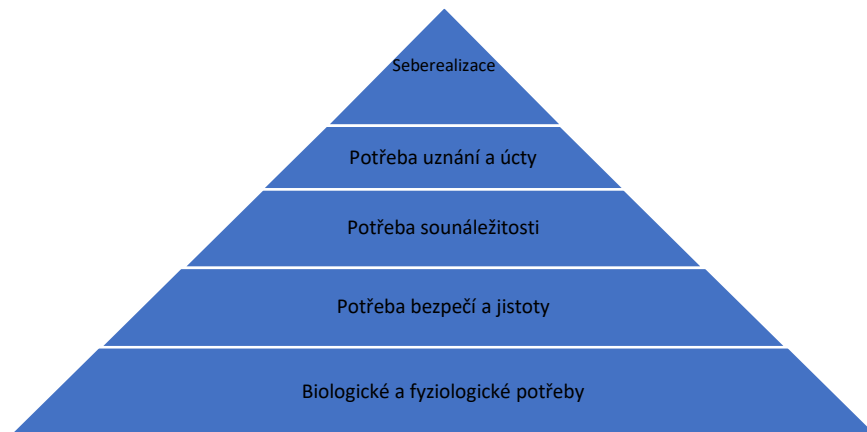 Seberealizace
Potřeba uznání a úcty
Potřeba sounáležitosti
Potřeba bezpečí a jistoty
Biologické a fyziologické potřeby